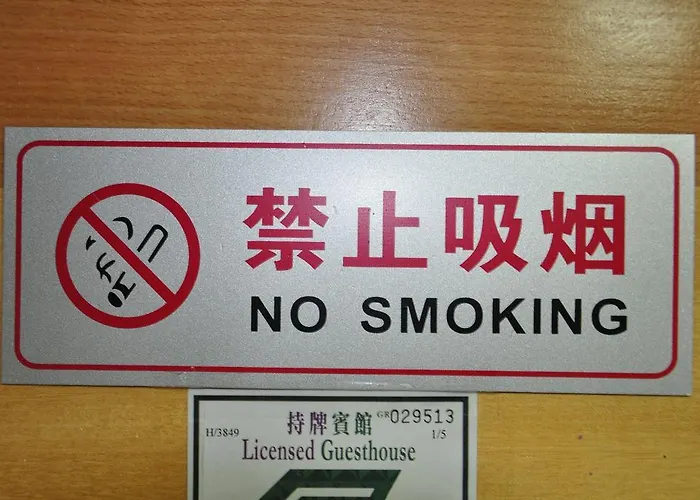 禁止吸烟
NO SMOKING
持牌賓館
GR029513
H/3849
1/5
Licensed Guesthouse